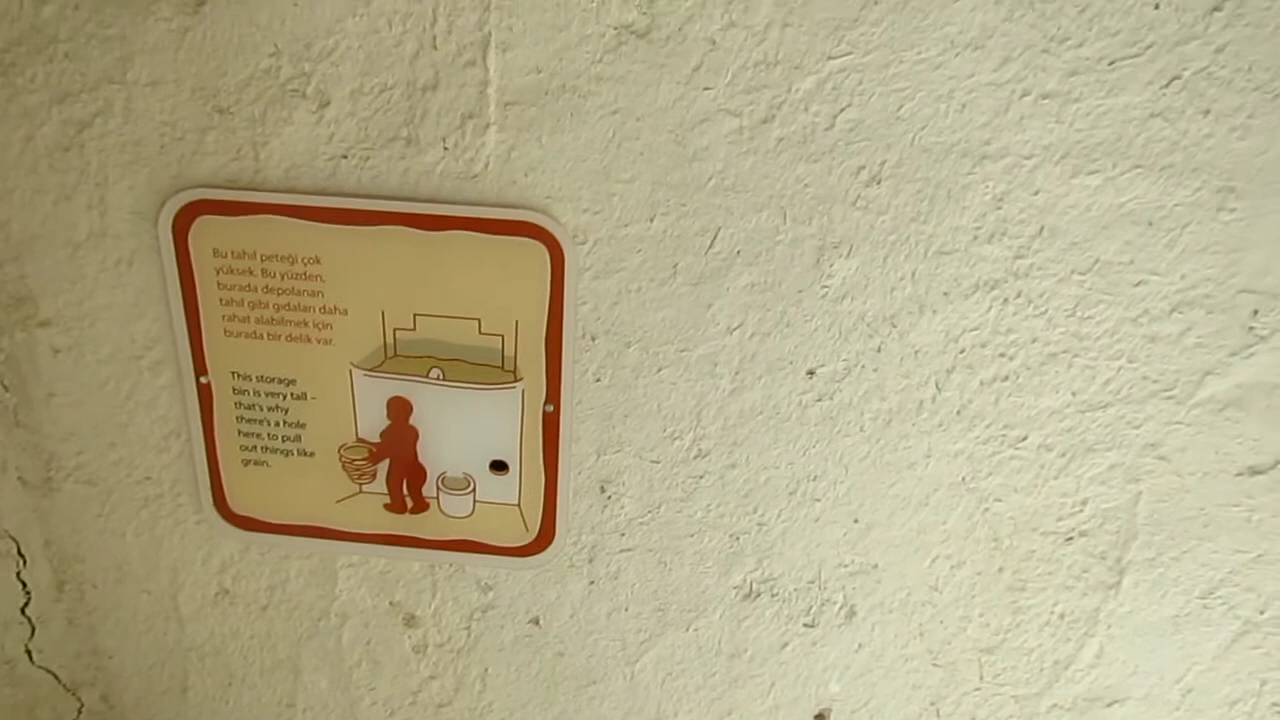 Bu tahıl peteği çok
yüksek. Bu yüzden,
burada depolanan
tahıl gibi gıdaları daha
rahat alabilmek için
burada bir delik var.
This storage
bin is very tall –
that's why
there's a hole
here, to pull
out things like
grain.